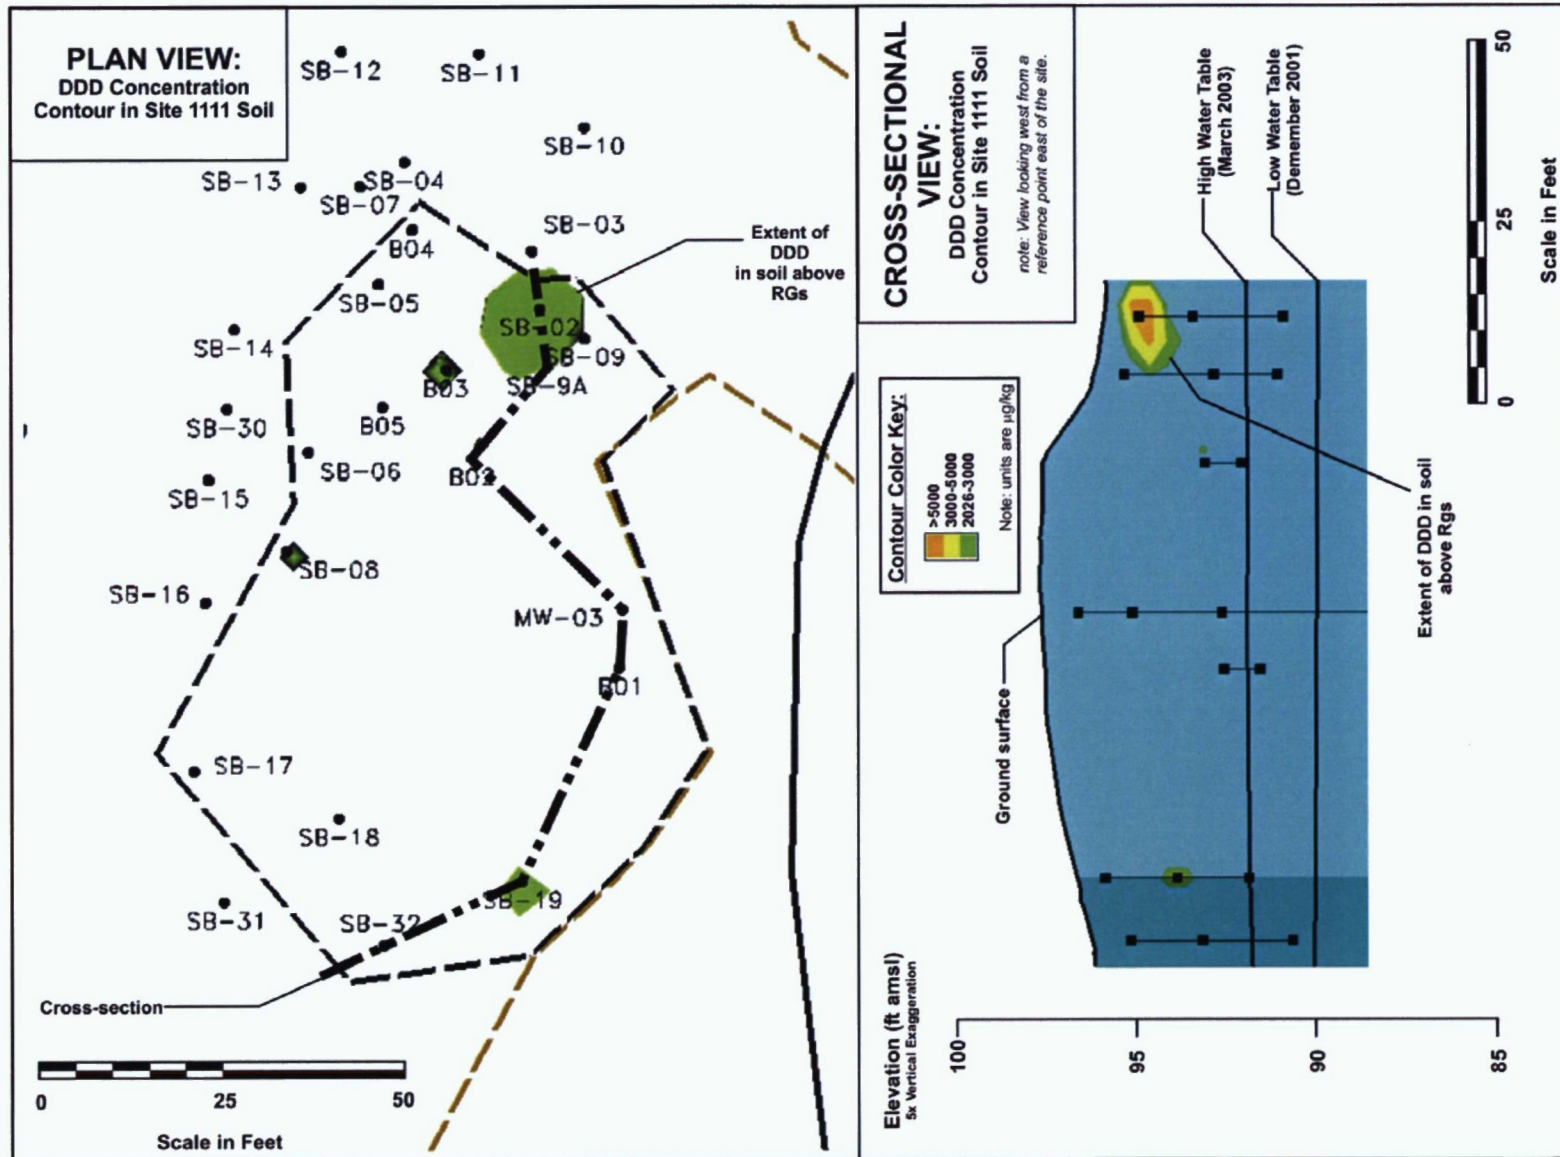 PLAN VIEW:
DDD Concentration
Contour in Site 1111 Soil
SB-12
SB-11
SB-10
SB-13
SB-04
SB-07
SB-03
B04
Extent of
DDD
in soil above
RGs
SB-05
SB-02
SB-14
SB-09
B03
SB-9A
SB-30
B05
SB-06
B02
SB-15
SB-08
SB-16
MW-03
B01
SB-17
SB-18
SB-19
SB-31
SB-32
Cross-section
0 25 50
Scale in Feet
CROSS-SECTIONAL
VIEW:
DDD Concentration
Contour in Site 1111 Soil
note: View looking west from a
reference point east of the site.
High Water Table
(March 2003)
Low Water Table
(Demember 2001)
0 25 50
Scale in Feet
Contour Color Key:
>5000
3000-5000
2026-3000
Note: units are µg/kg
Ground surface
Extent of DDD in soil
above Rgs
Elevation (ft amsl)
5x Vertical Exaggeration
100
95
90
85